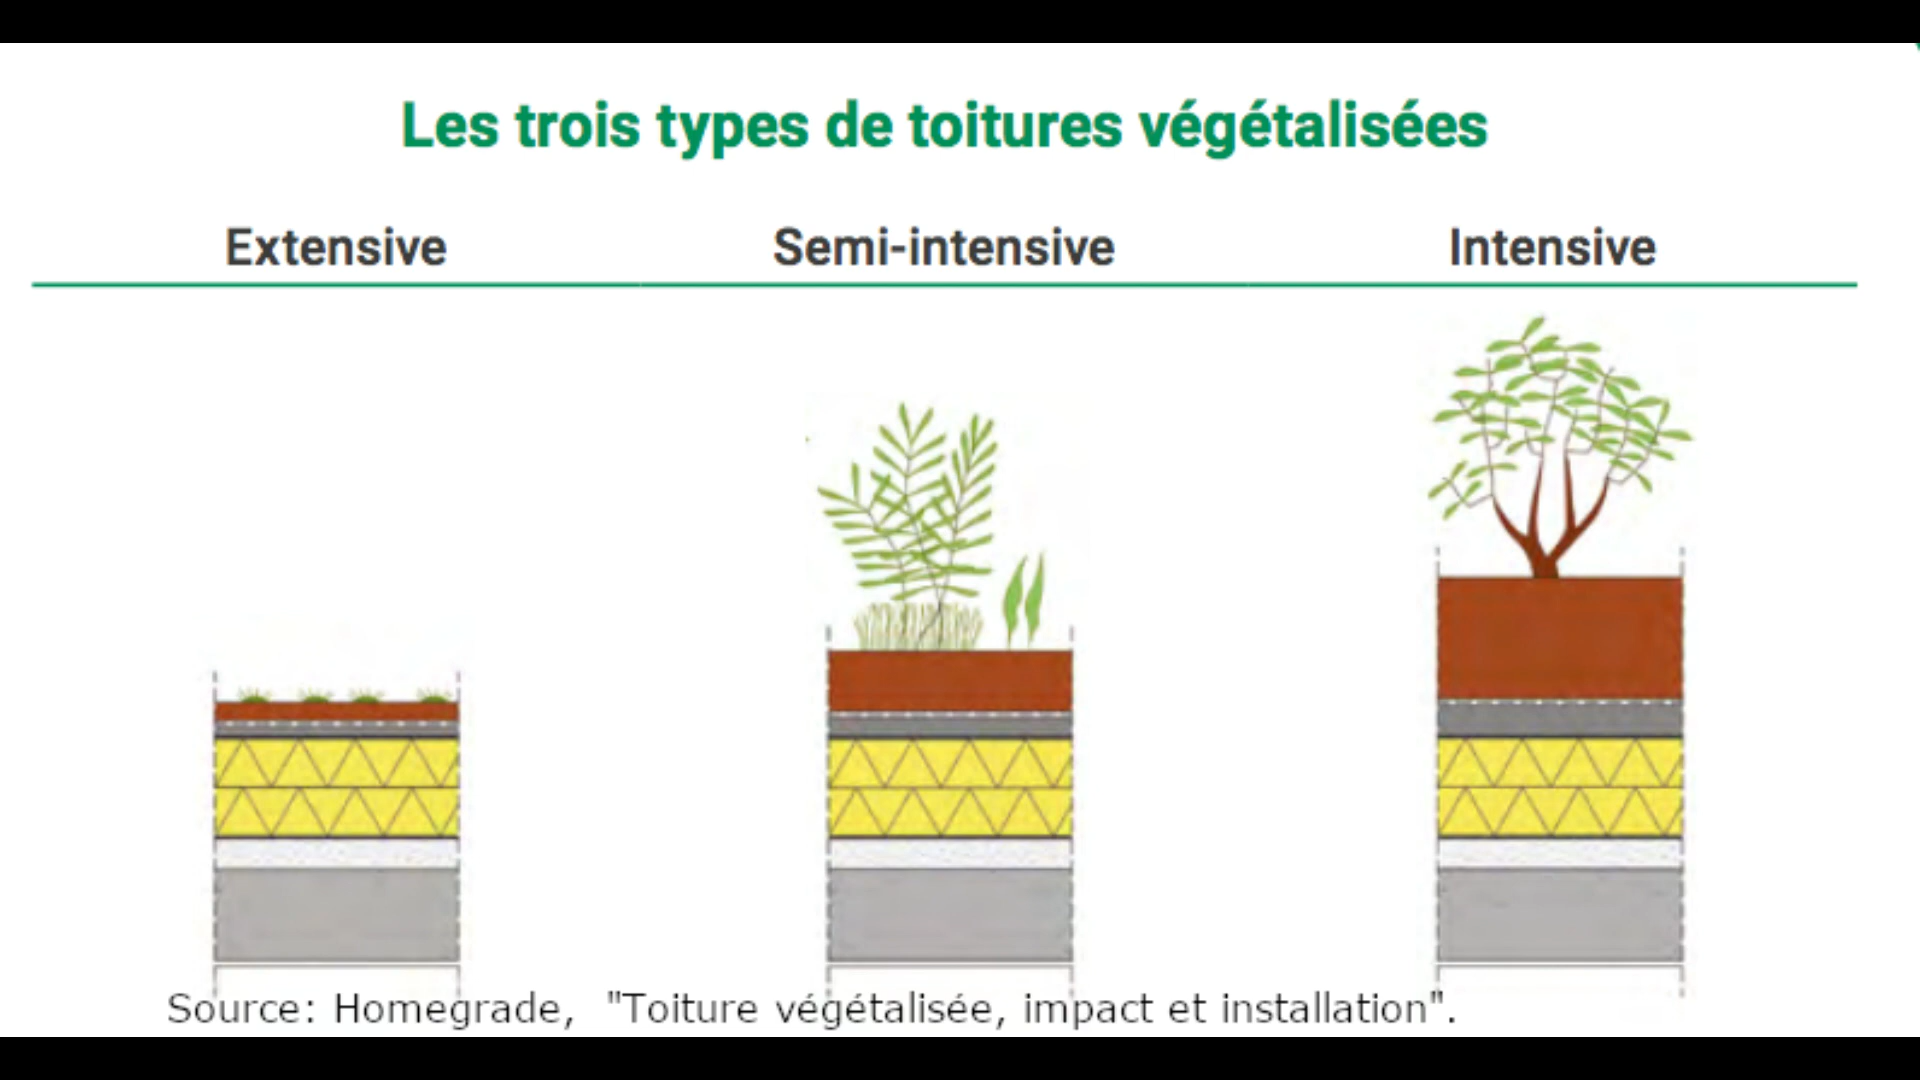 Les trois types de toitures végétalisées
Extensive
Semi-intensive
Intensive
Source: Homegrade, "Toiture végétalisée, impact et installation".